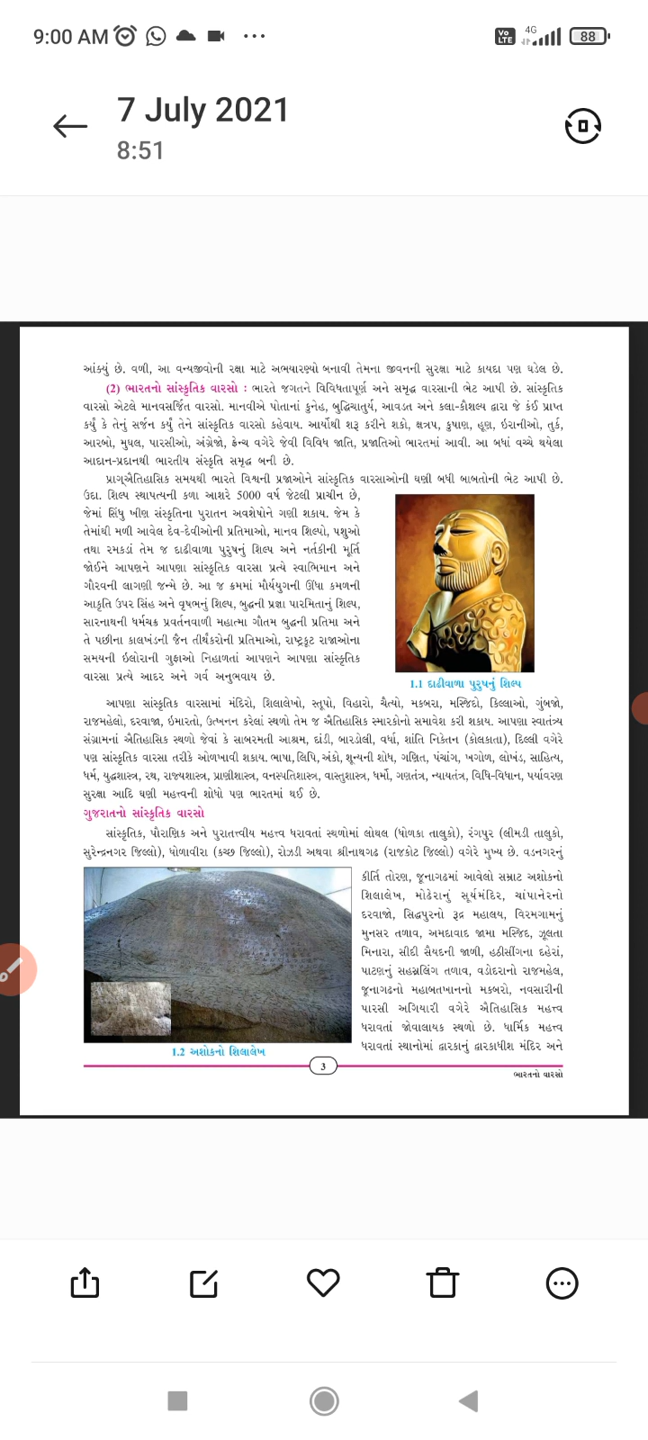 9:00 AM
Vo LTE 4G 88
7 July 2021
8:51
આંક્યું છે. વળી, આ વન્યજીવોની રક્ષા માટે અભયારણ્યો બનાવી તેમના જીવનની સુરક્ષા માટે કાયદા પણ ઘડેલ છે.
(2) ભારતનો સાંસ્કૃતિક વારસો : ભારતે જગતને વિવિધતાપૂર્ણ અને સમૃદ્ધ વારસાની ભેટ આપી છે. સાંસ્કૃતિક
વારસો એટલે માનવસર્જિત વારસો. માનવીએ પોતાનાં કુનેહ, બુદ્ધિચાતુર્ય, આવડત અને કલા-કૌશલ્ય દ્વારા જે કંઈ પ્રાપ્ત
કર્યું કે તેનું સર્જન કર્યું તેને સાંસ્કૃતિક વારસો કહેવાય. આર્યોથી શરૂ કરીને શકો, ક્ષત્રપ, કુષાણ, હૂણ, ઇરાનીઓ, તુર્ક,
આરબો, મુઘલ, પારસીઓ, અંગ્રેજો, ફ્રેન્ચ વગેરે જેવી વિવિધ જાતિ, પ્રજાતિઓ ભારતમાં આવી. આ બધાં વચ્ચે થયેલા
આદાન-પ્રદાનથી ભારતીય સંસ્કૃતિ સમૃદ્ધ બની છે.
પ્રાગ્ઐતિહાસિક સમયથી ભારતે વિશ્વની પ્રજાઓને સાંસ્કૃતિક વારસાઓની ઘણી બધી બાબતોની ભેટ આપી છે.
ઉદા. શિલ્પ સ્થાપત્યની કળા આશરે 5000 વર્ષ જેટલી પ્રાચીન છે,
જેમાં સિંધુ ખીણ સંસ્કૃતિના પુરાતન અવશેષોને ગણી શકાય. જેમ કે
તેમાંથી મળી આવેલ દેવ-દેવીઓની પ્રતિમાઓ, માનવ શિલ્પો, પશુઓ
તથા રમકડાં તેમ જ દાઢીવાળા પુરુષનું શિલ્પ અને નર્તકીની મૂર્તિ
જોઈને આપણને આપણા સાંસ્કૃતિક વારસા પ્રત્યે સ્વાભિમાન અને
ગૌરવની લાગણી જન્મે છે. આ જ ક્રમમાં મૌર્યયુગની ઊંધા કમળની
આકૃતિ ઉપર સિંહ અને વૃષભનું શિલ્પ, બુદ્ધની પ્રજ્ઞા પારમિતાનું શિલ્પ,
સારનાથની ધર્મચક્ર પ્રવર્તનવાળી મહાત્મા ગૌતમ બુદ્ધની પ્રતિમા અને
તે પછીના કાલખંડની જૈન તીર્થંકરોની પ્રતિમાઓ, રાષ્ટ્રકૂટ રાજાઓના
સમયની ઇલોરાની ગુફાઓ નિહાળતાં આપણને આપણા સાંસ્કૃતિક
વારસા પ્રત્યે આદર અને ગર્વ અનુભવાય છે.
1.1 દાઢીવાળા પુરુષનું શિલ્પ
આપણા સાંસ્કૃતિક વારસામાં મંદિરો, શિલાલેખો, સ્તૂપો, વિહારો, ચૈત્યો, મકબરા, મસ્જિદો, કિલ્લાઓ, ગુંબજો,
રાજમહેલો, દરવાજા, ઇમારતો, ઉત્ખનન કરેલાં સ્થળો તેમ જ ઐતિહાસિક સ્મારકોનો સમાવેશ કરી શકાય. આપણા સ્વાતંત્ર્ય
સંગ્રામનાં ઐતિહાસિક સ્થળો જેવાં કે સાબરમતી આશ્રમ, દાંડી, બારડોલી, વર્ધા, શાંતિ નિકેતન (કોલકાતા), દિલ્લી વગેરે
પણ સાંસ્કૃતિક વારસા તરીકે ઓળખાવી શકાય. ભાષા, લિપિ, અંકો, શૂન્યની શોધ, ગણિત, પંચાંગ, ખગોળ, લોખંડ, સાહિત્ય,
ધર્મ, યુદ્ધશાસ્ત્ર, રથ, રાજ્યશાસ્ત્ર, પ્રાણીશાસ્ત્ર, વનસ્પતિશાસ્ત્ર, વાસ્તુશાસ્ત્ર, ધર્મો, ગણતંત્ર, ન્યાયતંત્ર, વિધિ-વિધાન, પર્યાવરણ
સુરક્ષા આદિ ઘણી મહત્ત્વની શોધો પણ ભારતમાં થઈ છે.
ગુજરાતનો સાંસ્કૃતિક વારસો
સાંસ્કૃતિક, પૌરાણિક અને પુરાતત્ત્વીય મહત્ત્વ ધરાવતાં સ્થળોમાં લોથલ (ધોળકા તાલુકો), રંગપુર (લીમડી તાલુકો,
સુરેન્દ્રનગર જિલ્લો), ધોળાવીરા (કચ્છ જિલ્લો), રોઝડી અથવા શ્રીનાથગઢ (રાજકોટ જિલ્લો) વગેરે મુખ્ય છે. વડનગરનું
કીર્તિ તોરણ, જૂનાગઢમાં આવેલો સમ્રાટ અશોકનો
શિલાલેખ, મોઢેરાનું સૂર્યમંદિર, ચાંપાનેરનો
દરવાજો, સિદ્ધપુરનો રૂદ્ર મહાલય, વિરમગામનું
મુનસર તળાવ, અમદાવાદ જામા મસ્જિદ, ઝૂલતા
મિનારા, સીદી સૈયદની જાળી, હઠીસીંગના દહેરાં,
પાટણનું સહસ્રલિંગ તળાવ, વડોદરાનો રાજમહેલ,
જૂનાગઢનો મહાબતખાનનો મકબરો, નવસારીની
પારસી અગિયારી વગેરે ઐતિહાસિક મહત્ત્વ
ધરાવતાં જોવાલાયક સ્થળો છે. ધાર્મિક મહત્ત્વ
ધરાવતાં સ્થાનોમાં દ્વારકાનું દ્વારકાધીશ મંદિર અને
1.2 અશોકનો શિલાલેખ
3
ભારતનો વારસો